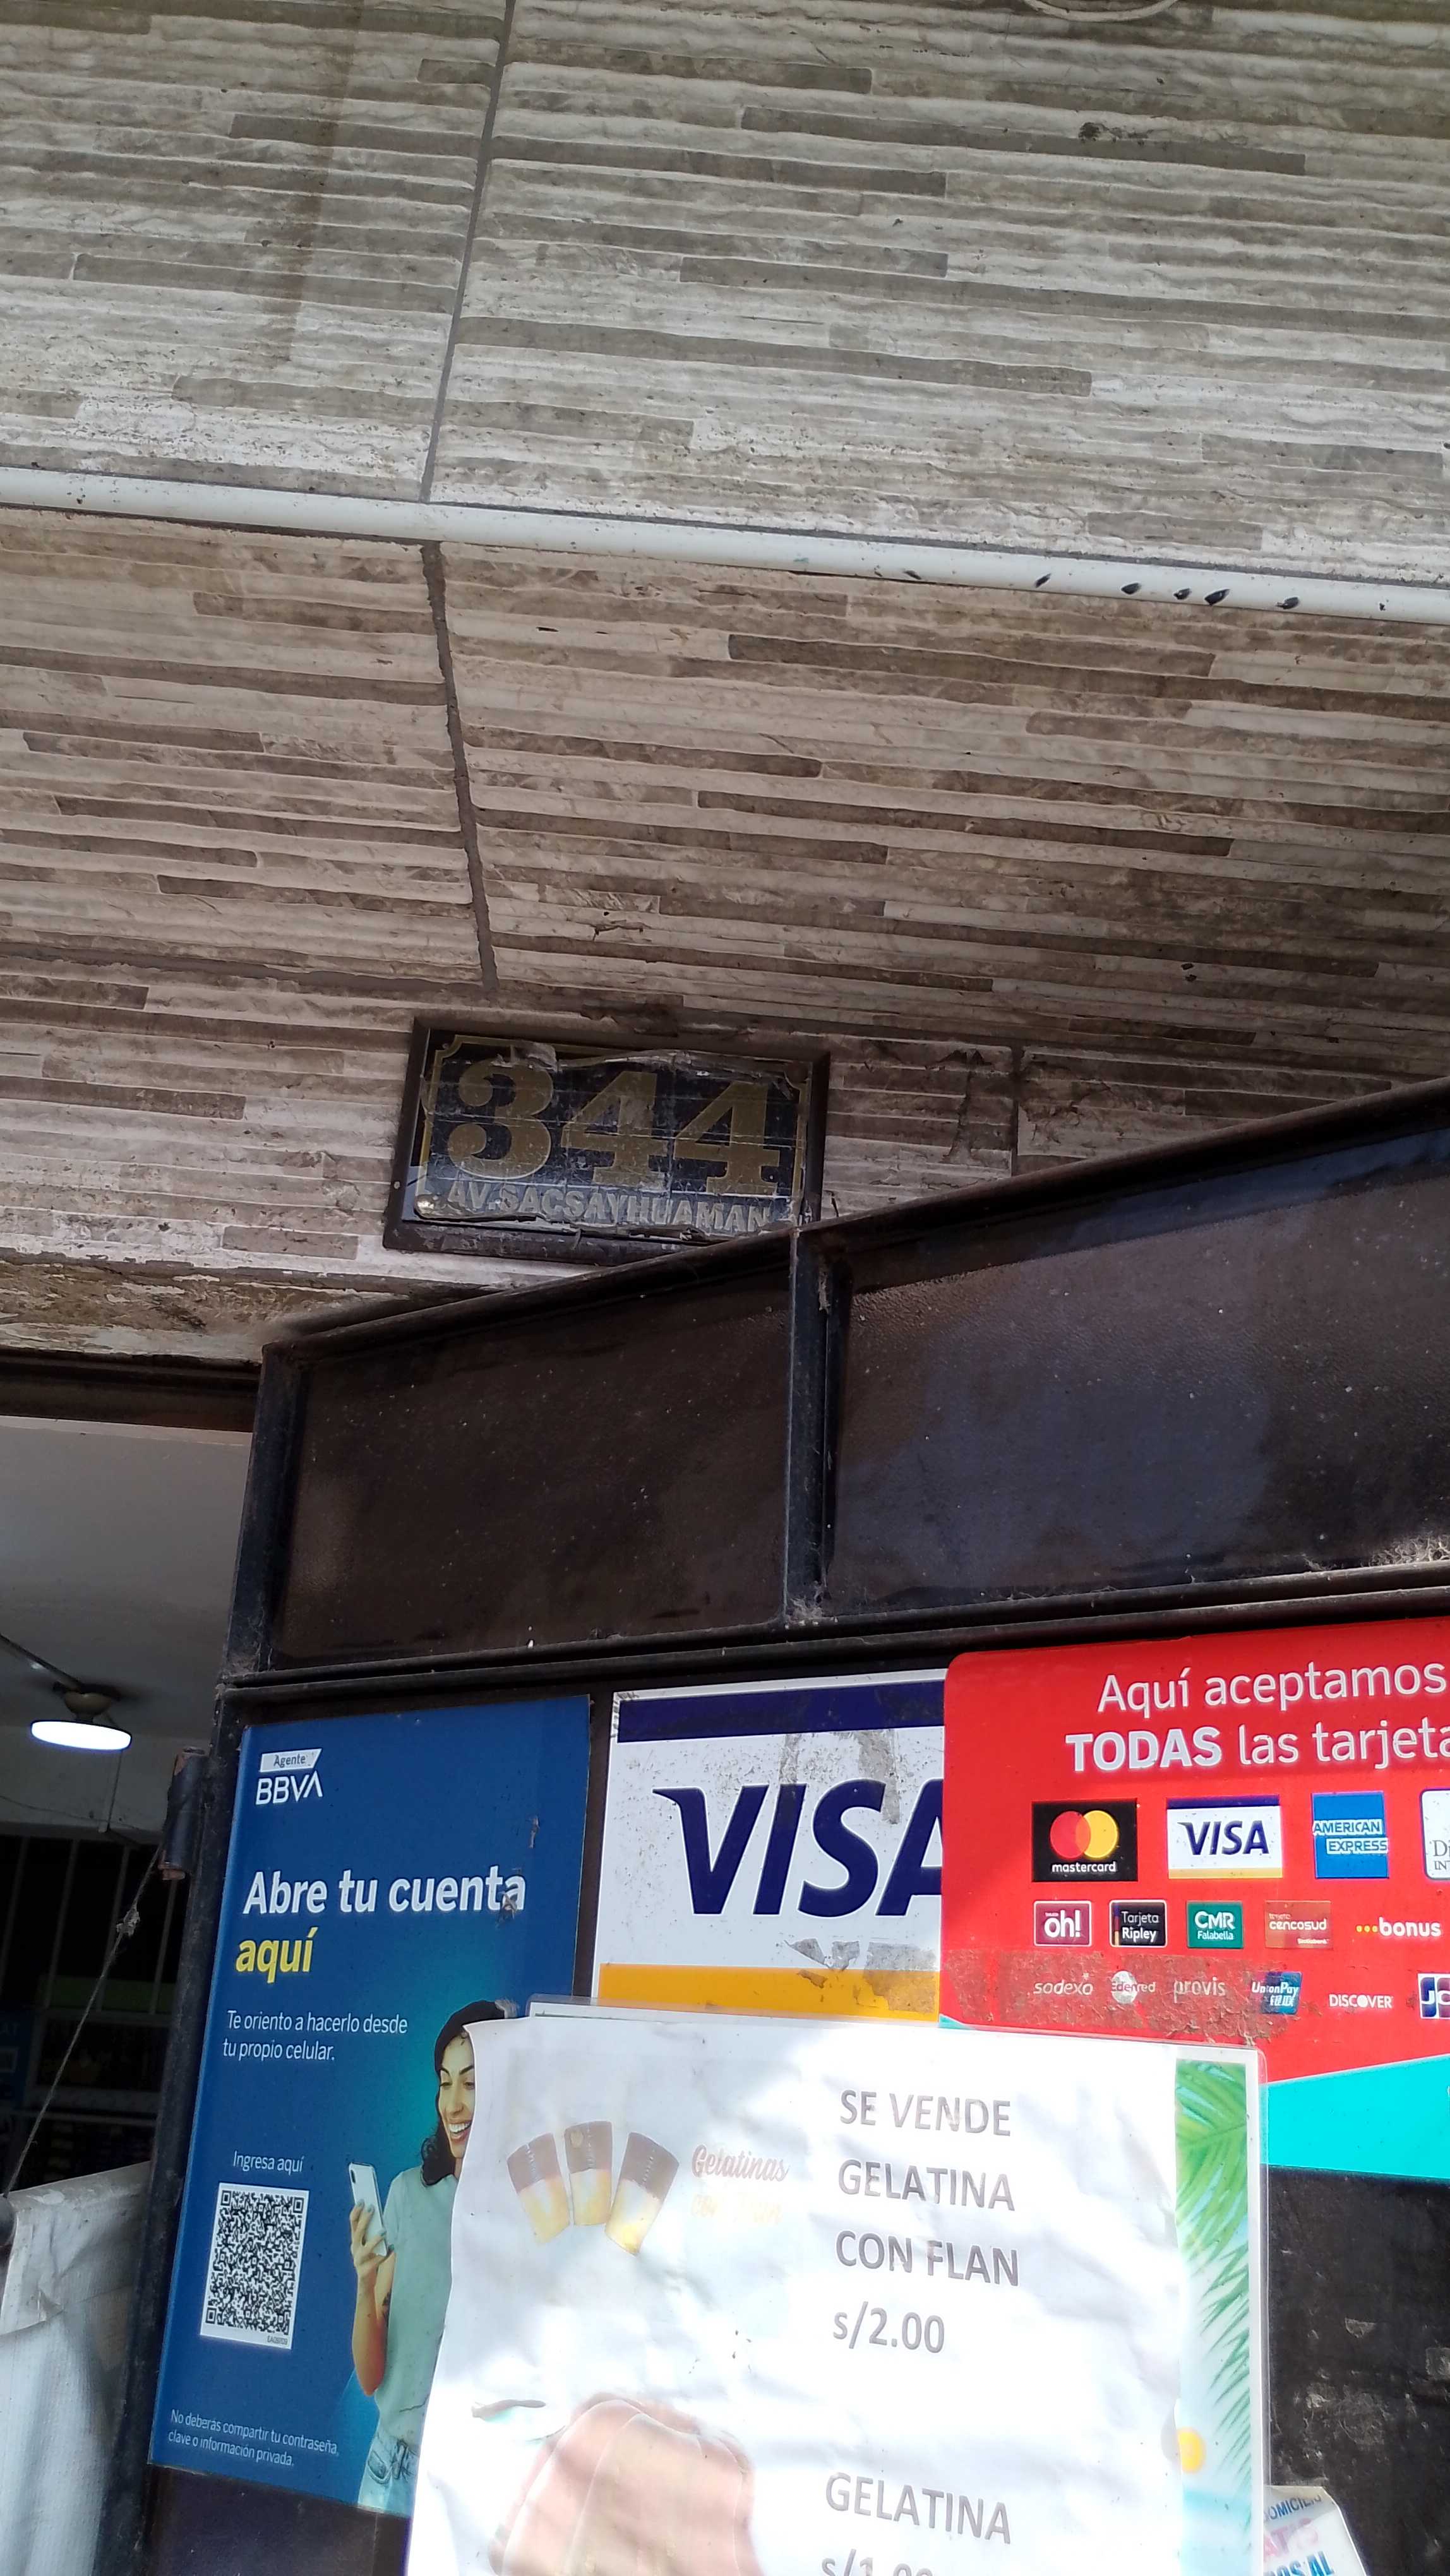 344
AV. SACSAYHUAMAN
Agente
BBVA
Abre tu cuenta
aquí
Te oriento a hacerlo desde
tu propio celular.
Ingresa aquí
No deberás compartir tu contraseña,
clave o información privada.
VISA
Aquí aceptamos
TODAS las tarjeta
mastercard
VISA
AMERICAN
EXPRESS
oh!
Tarjeta
Ripley
CMR
Falabella
cencosud
bonus
sodexo
Edenred
provis
UnionPay
DISCOVER
Gelatinas
SE VENDE
GELATINA
CON FLAN
s/2.00
GELATINA